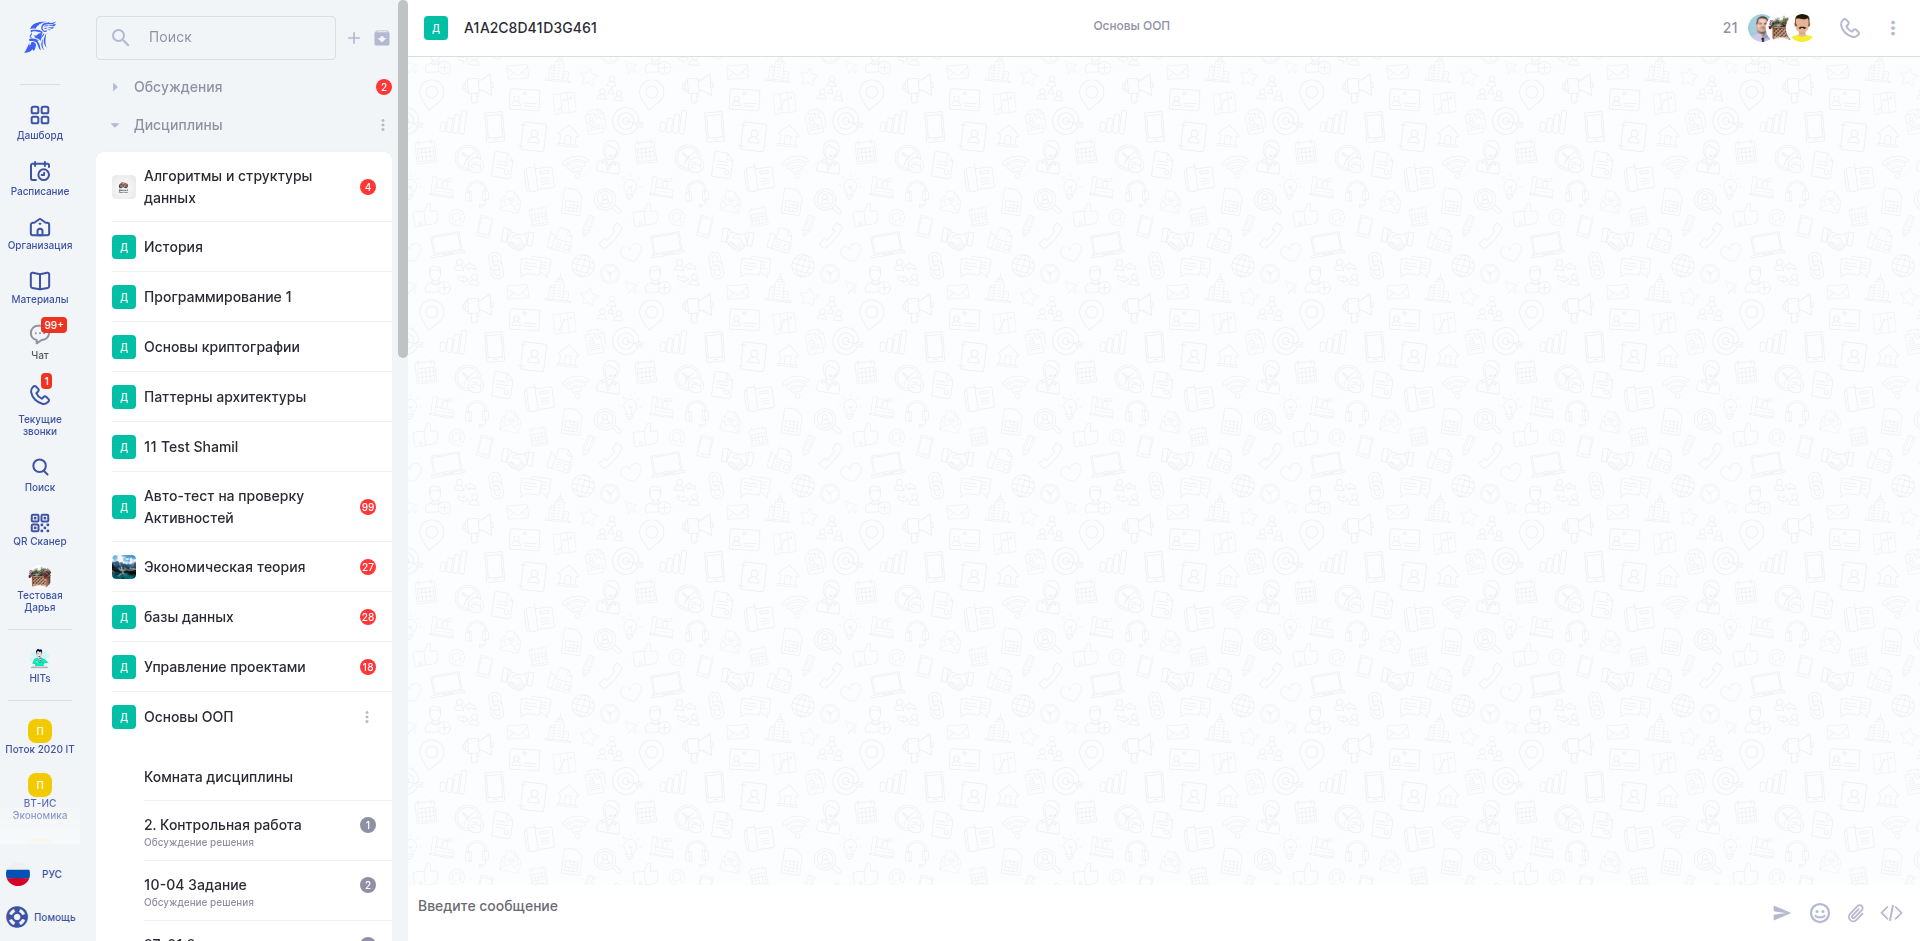 Дашборд
Расписание
Организация
Материалы
99+
Чат
1
Текущие
звонки
Поиск
QR Сканер
Тестовая
Дарья
HITs
П
Поток 2020 IT
П
ВТ-ИС
Экономика
РУС
Помощь
Поиск
Обсуждения
2
Дисциплины
Алгоритмы и структуры
данных
4
Д
История
Д
Программирование 1
Д
Основы криптографии
Д
Паттерны архитектуры
Д
11 Test Shamil
Д
Авто-тест на проверку
Активностей
99
Экономическая теория
27
Д
базы данных
28
Д
Управление проектами
18
Д
Основы ООП
Комната дисциплины
2. Контрольная работа
1
Обсуждение решения
10-04 Задание
2
Обсуждение решения
Д
A1A2C8D41D3G461
Основы ООП
21
Введите сообщение